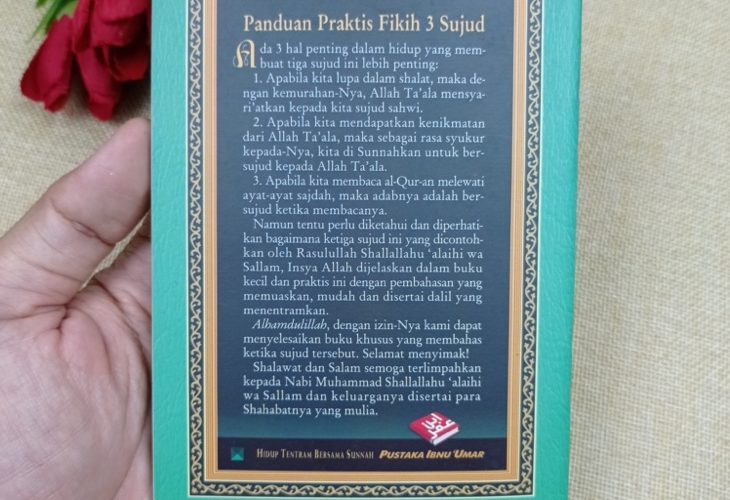 Panduan Praktis Fikih 3 Sujud
Ada 3 hal penting dalam hidup yang mem-
buat tiga sujud ini lebih penting:
1. Apabila kita lupa dalam shalat, maka de-
ngan kemurahan-Nya, Allah Ta'ala mensya-
ri'atkan kepada kita sujud sahwi.
2. Apabila kita mendapatkan kenikmatan
dari Allah Ta'ala, maka sebagai rasa syukur
kepada-Nya, kita di Sunnahkan untuk ber-
sujud kepada Allah Ta'ala.
3. Apabila kita membaca al-Qur-an melewati
ayat-ayat sajdah, maka adabnya adalah ber-
sujud ketika membacanya.
Namun tentu perlu diketahui dan diperhati-
kan bagaimana ketiga sujud ini yang dicontoh-
kan oleh Rasulullah Shallallahu 'alaihi wa
Sallam, Insya Allah dijelaskan dalam buku
kecil dan praktis ini dengan pembahasan yang
memuaskan, mudah dan disertai dalil yang
menentramkan.
Alhamdulillah, dengan izin-Nya kami dapat
menyelesaikan buku khusus yang membahas
ketika sujud tersebut. Selamat menyimak!
Shalawat dan Salam semoga terlimpahkan
kepada Nabi Muhammad Shallallahu 'alaihi
wa Sallam dan keluarganya disertai para
Shahabatnya yang mulia.
ابن عمر
HIDUP TENTRAM BERSAMA SUNNAH PUSTAKA IBNU 'UMAR